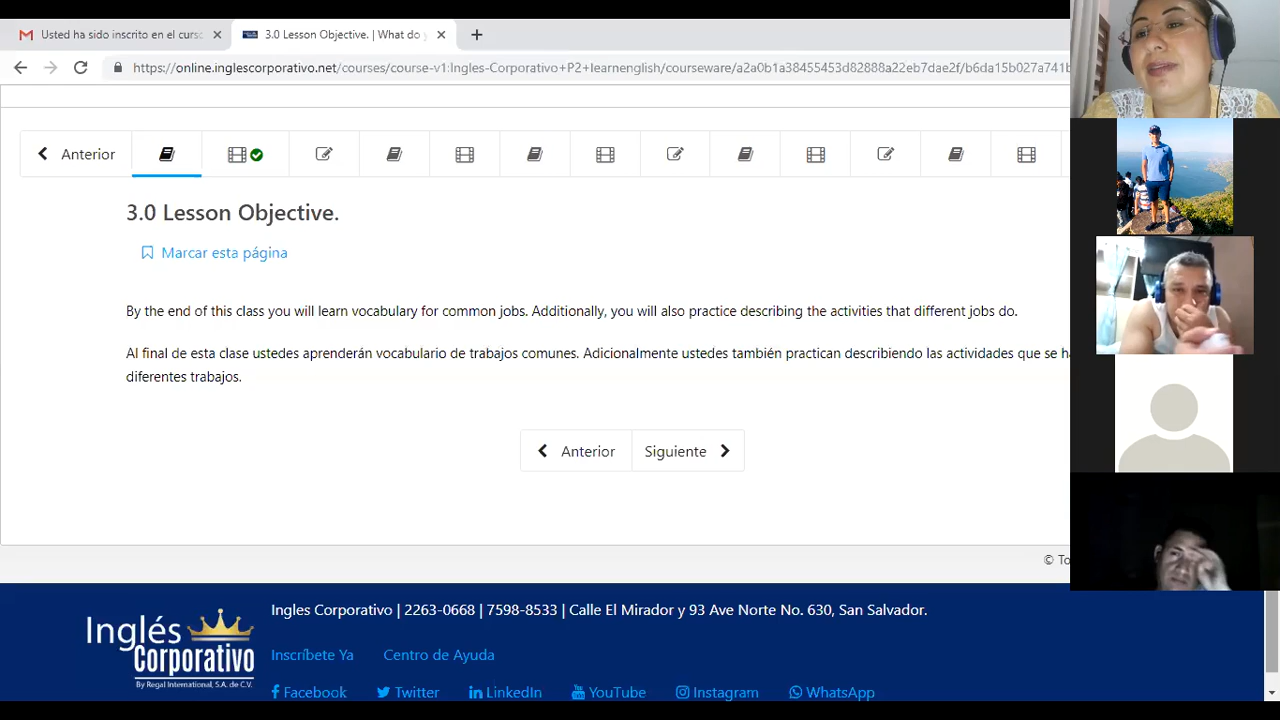 Usted ha sido inscrito en el curso
3.0 Lesson Objective. | What do y
https://online.inglescorporativo.net/courses/course-v1:Ingles-Corporativo+P2+learnenglish/courseware/a2a0b1a38455453d82888a22eb7dae2f/b6da15b027a741b
Anterior
3.0 Lesson Objective.
Marcar esta página
By the end of this class you will learn vocabulary for common jobs. Additionally, you will also practice describing the activities that different jobs do.
Al final de esta clase ustedes aprenderán vocabulario de trabajos comunes. Adicionalmente ustedes también practican describiendo las actividades que se ha
diferentes trabajos.
Anterior Siguiente
© To
Ingles Corporativo | 2263-0668 | 7598-8533 | Calle El Mirador y 93 Ave Norte No. 630, San Salvador.
Inglés
Corporativo
By Regal International, S.A. de C.V.
Inscríbete Ya Centro de Ayuda
Facebook Twitter LinkedIn YouTube Instagram WhatsApp